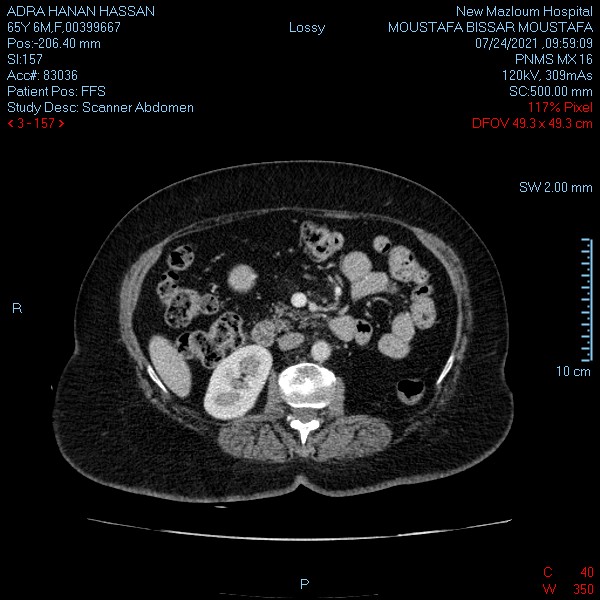 ADRA HANAN HASSAN
65Y 6M,F,00399667
Pos:-206.40 mm
SI:157
Acc#: 83036
Patient Pos: FFS
Study Desc: Scanner Abdomen
< 3 - 157 >
Lossy
New Mazloum Hospital
MOUSTAFA BISSAR MOUSTAFA
07/24/2021 ,09:59:09
PNMS MX 16
120kV, 309mAs
SC:500.00 mm
117% Pixel
DFOV 49.3 x 49.3 cm
SW 2.00 mm
R
10 cm
P
C 40
W 350